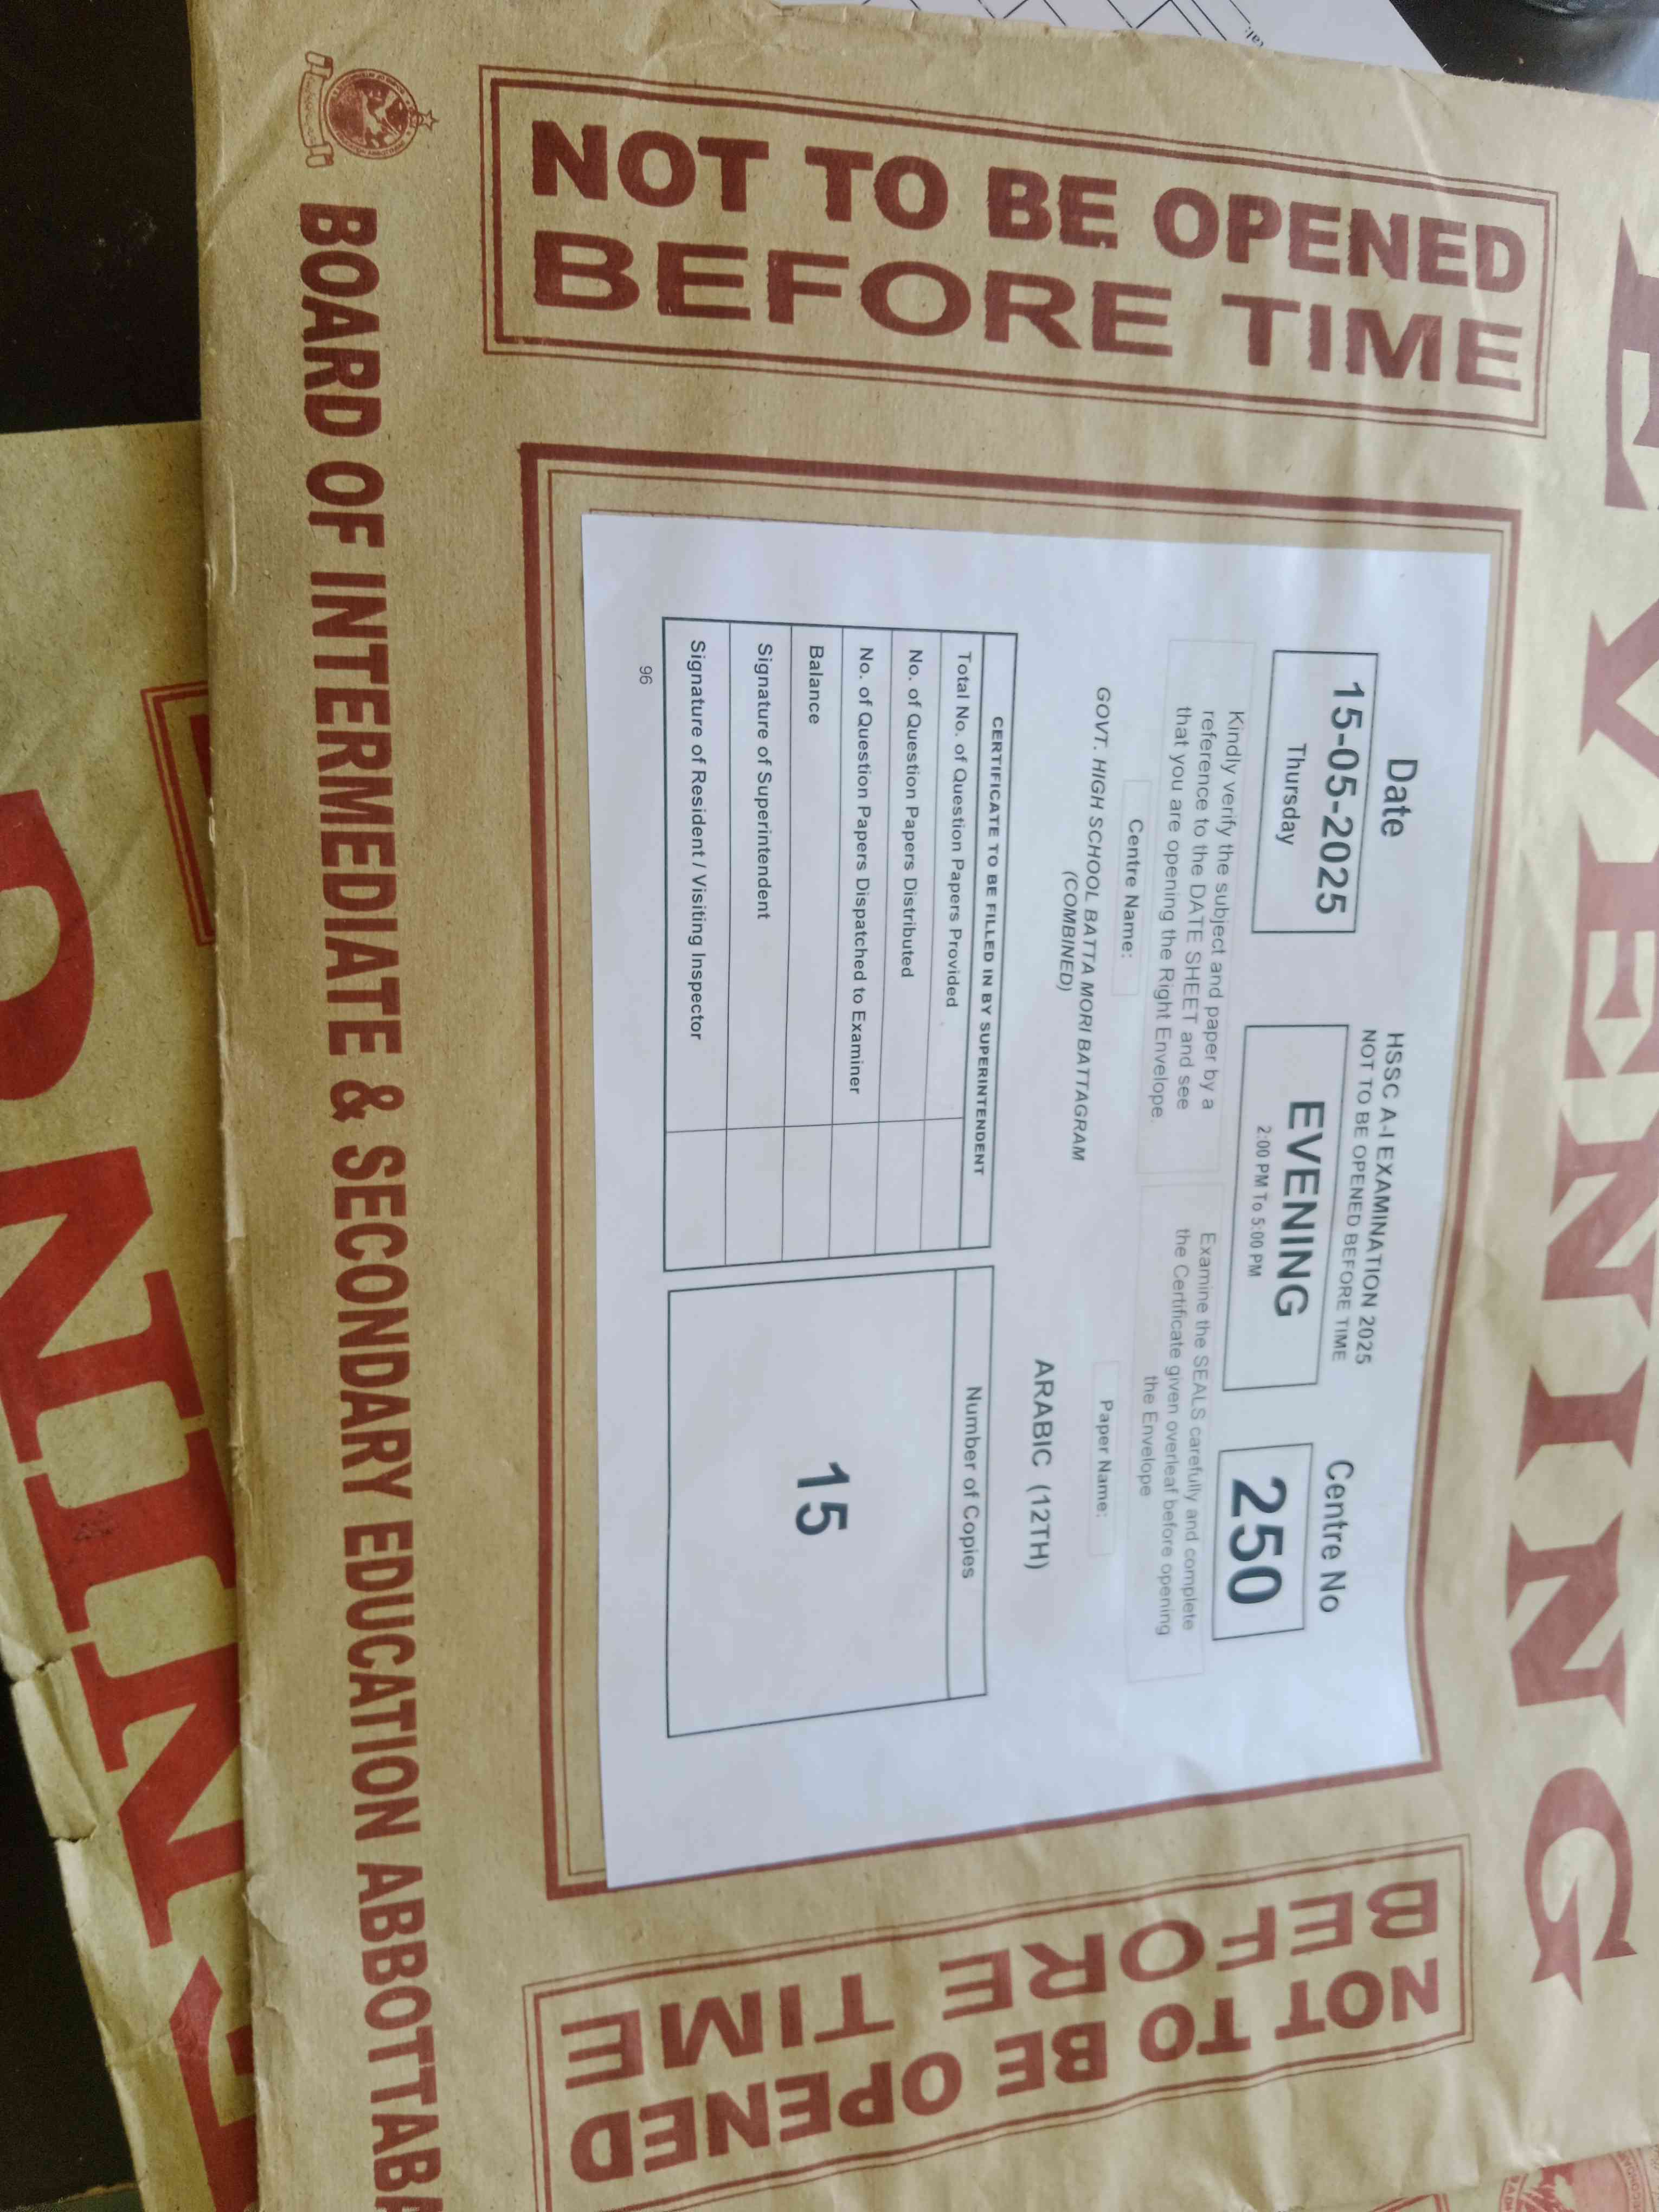 EVENING
NOT TO BE OPENED
BEFORE TIME
Date
15-05-2025
Thursday
HSSC A-I EXAMINATION 2025
NOT TO BE OPENED BEFORE TIME
EVENING
2:00 PM To 5:00 PM
Centre No
250
Kindly verify the subject and paper by a
reference to the DATE SHEET and see
that you are opening the Right Envelope.
Examine the SEALS carefully and complete
the Certificate given overleaf before opening
the Envelope
Centre Name:
GOVT. HIGH SCHOOL BATTA MORI BATTAGRAM
(COMBINED)
Paper Name:
ARABIC (12TH)
CERTIFICATE TO BE FILLED IN BY SUPERINTENDENT
Total No. of Question Papers Provided
No. of Question Papers Distributed
No. of Question Papers Dispatched to Examiner
Balance
Signature of Superintendent
Signature of Resident / Visiting Inspector
Number of Copies
15
96
NOT TO BE OPENED
BEFORE TIME
BOARD OF INTERMEDIATE & SECONDARY EDUCATION ABBOTTABA